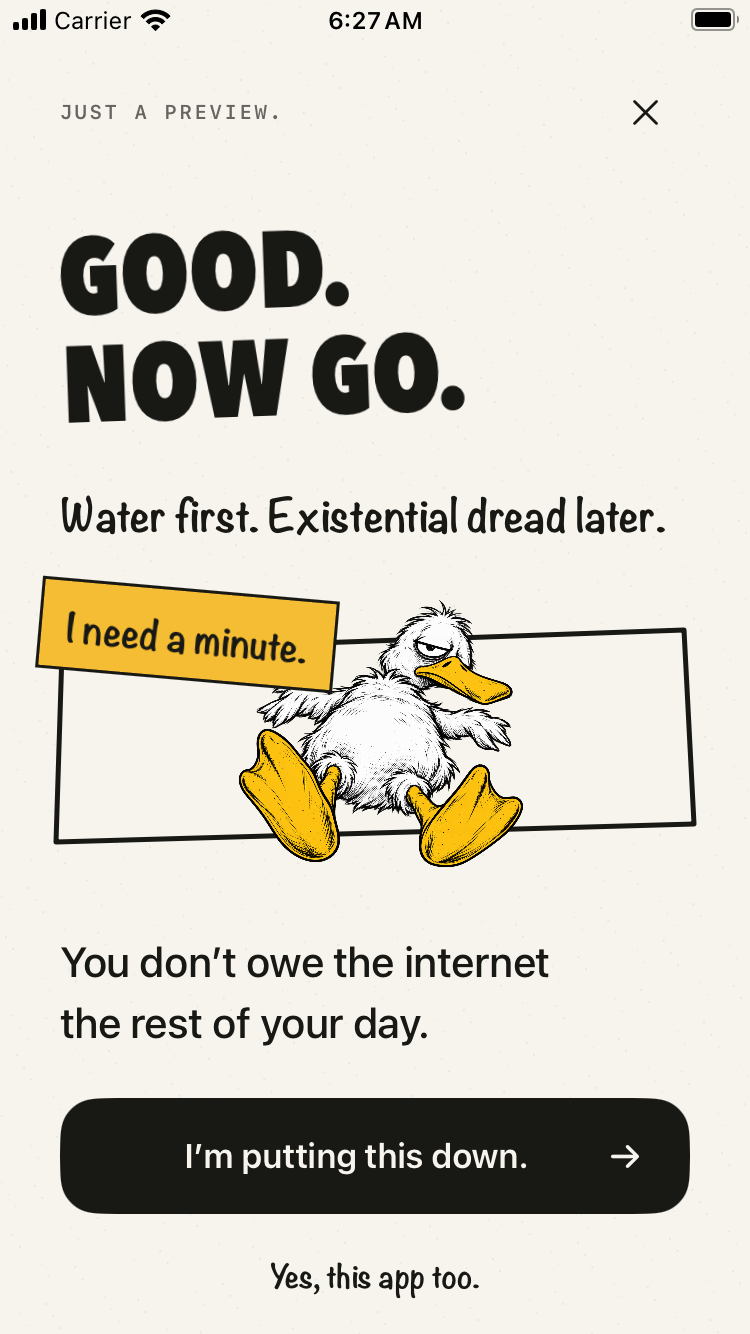 Carrier
6:27 AM
JUST A PREVIEW.
GOOD.
NOW GO.
Water first. Existential dread later.
I need a minute.
You don’t owe the internet
the rest of your day.
I’m putting this down.
Yes, this app too.